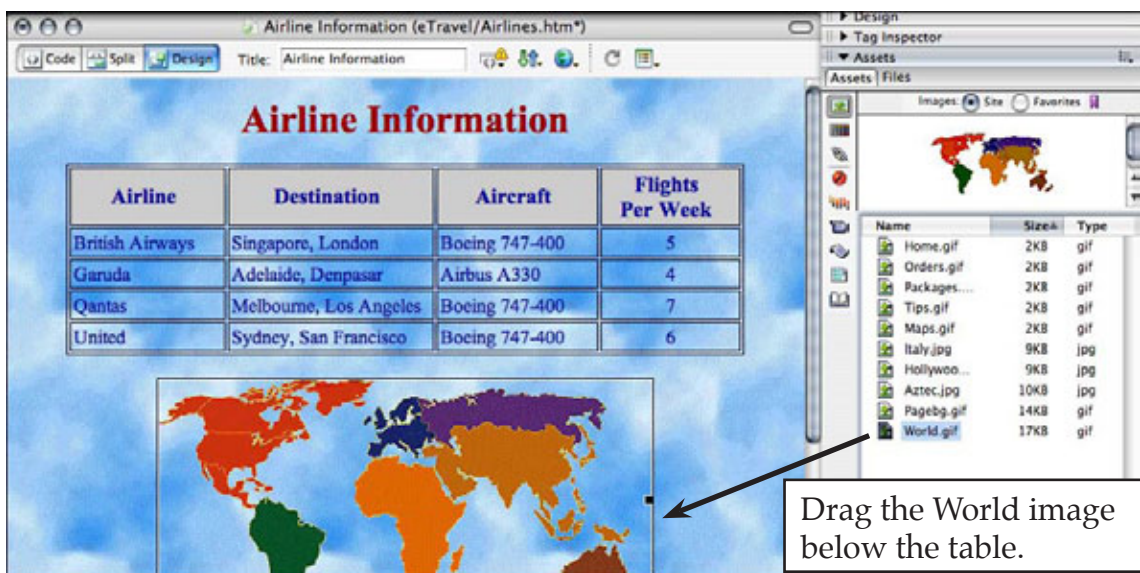 Airline Information (eTravel/Airlines.htm*)
Code Split Design Title: Airline Information
Airline Information
Airline Destination Aircraft Flights Per Week
British Airways Singapore, London Boeing 747-400 5
Garuda Adelaide, Denpasar Airbus A330 4
Qantas Melbourne, Los Angeles Boeing 747-400 7
United Sydney, San Francisco Boeing 747-400 6
Design
Tag Inspector
Assets
Assets Files
Images: Site Favorites
Name Size Type
Home.gif 2KB gif
Orders.gif 2KB gif
Packages.... 2KB gif
Tips.gif 2KB gif
Maps.gif 2KB gif
Italy.jpg 9KB jpg
Hollywoo... 9KB jpg
Aztec.jpg 10KB jpg
Pagebg.gif 14KB gif
World.gif 17KB gif
Drag the World image
below the table.